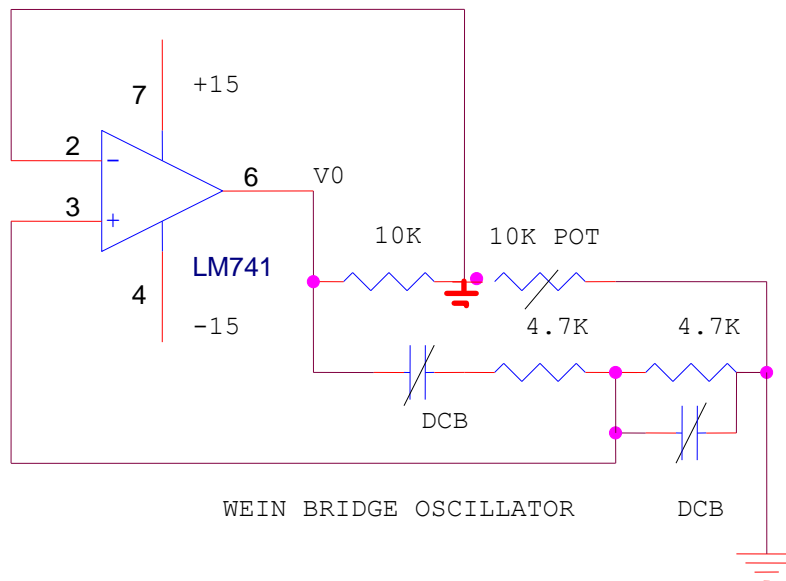 7
+15
2
-
6
V0
3
+
10K
10K POT
LM741
4
-15
4.7K
4.7K
DCB
WEIN BRIDGE OSCILLATOR
DCB